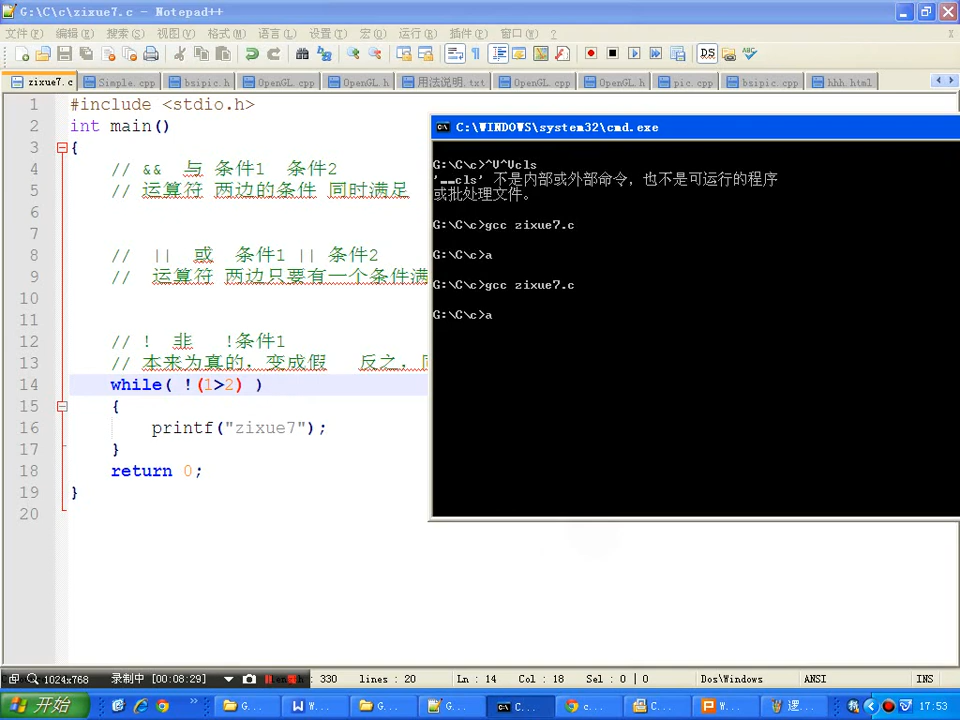 G:\C\c\zixue7.c - Notepad++
文件(F) 编辑(E) 搜索(S) 视图(V) 格式(M) 语言(L) 设置(T) 宏(O) 运行(R) 插件(P) 窗口(W) ?
zixue7.c Simple.cpp bsipic.h OpenGL.cpp OpenGL.h 用法说明.txt OpenGL.cpp OpenGL.h pic.cpp bsipic.cpp hhh.html
1 #include <stdio.h>
2 int main()
3 {
4 // && 与 条件1 条件2
5 // 运算符 两边的条件 同时满足
6
7
8 // || 或 条件1 || 条件2
9 // 运算符 两边只要有一个条件满
10
11
12 // ! 非 !条件1
13 // 本来为真的，变成假 反之，
14 while( !(1>2) )
15 {
16 printf("zixue7");
17 }
18 return 0;
19 }
20
C:\WINDOWS\system32\cmd.exe
G:\C\c>^V^Vcls
'__cls' 不是内部或外部命令，也不是可运行的程序
或批处理文件。
G:\C\c>gcc zixue7.c
G:\C\c>a
G:\C\c>gcc zixue7.c
G:\C\c>a
1024x768 录制中 [00:08:29] 330 lines : 20 Ln : 14 Col : 18 Sel : 0 | 0 Dos\Windows ANSI INS
开始 G... W... G... G... C... c... C... W... 逻... 17:53